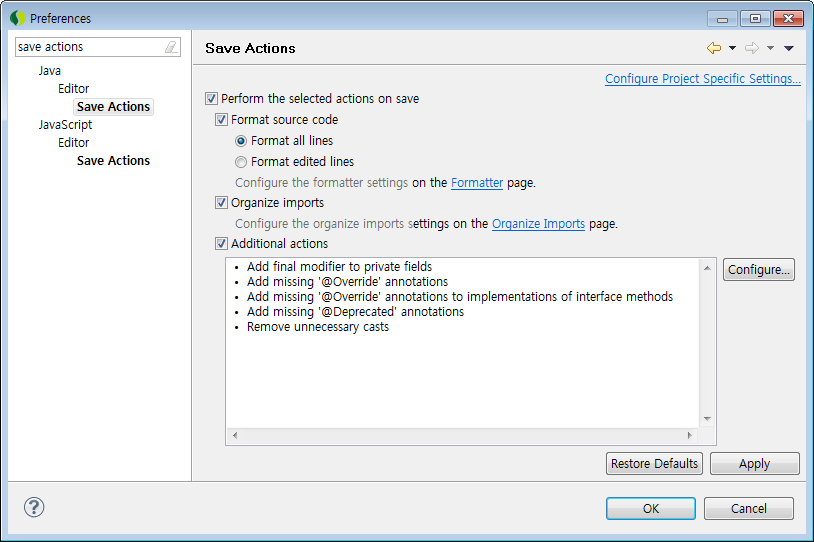 Preferences
save actions
Java
Editor
Save Actions
JavaScript
Editor
Save Actions
Save Actions
Configure Project Specific Settings...
Perform the selected actions on save
Format source code
Format all lines
Format edited lines
Configure the formatter settings on the Formatter page.
Organize imports
Configure the organize imports settings on the Organize Imports page.
Additional actions
• Add final modifier to private fields
• Add missing '@Override' annotations
• Add missing '@Override' annotations to implementations of interface methods
• Add missing '@Deprecated' annotations
• Remove unnecessary casts
Configure...
Restore Defaults
Apply
?
OK
Cancel